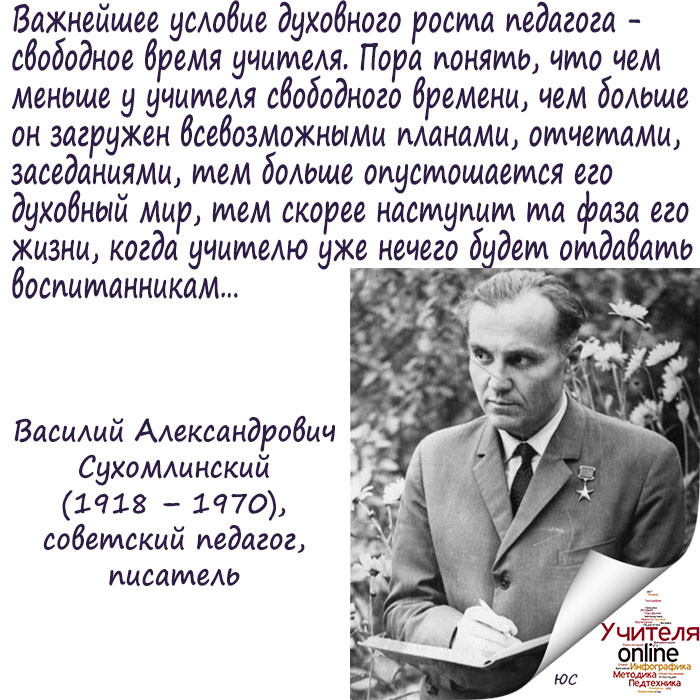 Важнейшее условие духовного роста педагога -
свободное время учителя. Пора понять, что чем
меньше у учителя свободного времени, чем больше
он загружен всевозможными планами, отчетами,
заседаниями, тем больше опустошается его
духовный мир, тем скорее наступит та фаза его
жизни, когда учителю уже нечего будет отдавать
воспитанникам...
Василий Александрович
Сухомлинский
(1918 – 1970),
советский педагог,
писатель
Учителя
online
Инфографика
Методика
Педтехника
ЮС